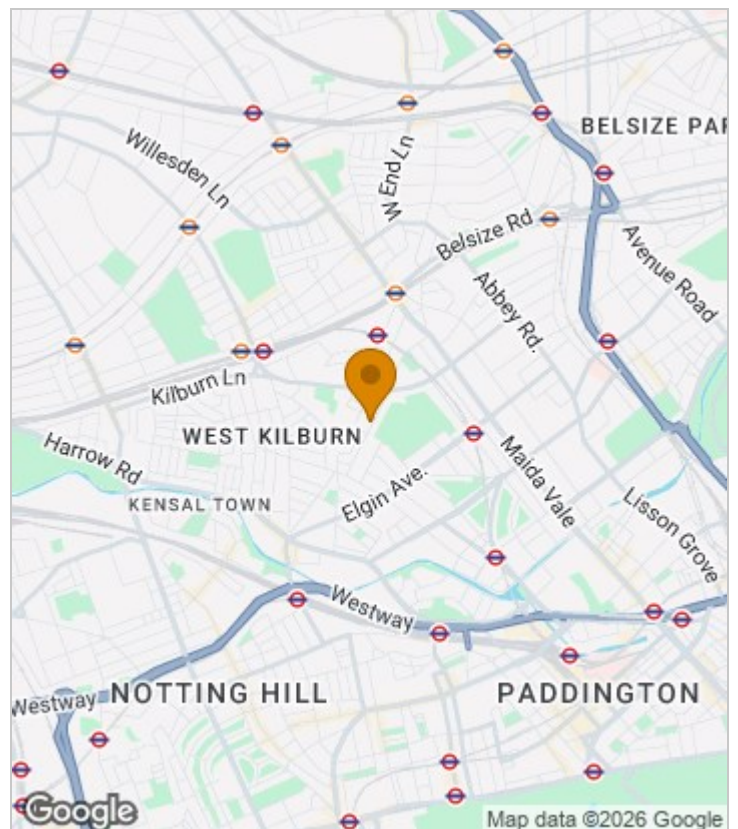 BELSIZE PAR
Willesden Ln
W End Ln
Belsize Rd
Avenue Road
Abbey Rd.
Kilburn Ln
WEST KILBURN
Harrow Rd
Elgin Ave.
Maida Vale
KENSAL TOWN
Lisson Grove
Westway
Westway
NOTTING HILL
PADDINGTON
Google
Map data ©2026 Google